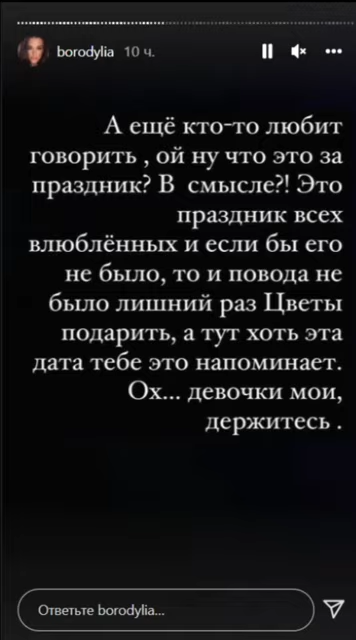 borodylia 10 ч.
А ещё кто-то любит
говорить , ой ну что это за
праздник? В смысле?! Это
праздник всех
влюблённых и если бы его
не было, то и повода не
было лишний раз Цветы
подарить, а тут хоть эта
дата тебе это напоминает.
Ох... девочки мои,
держитесь .
Ответьте borodylia...